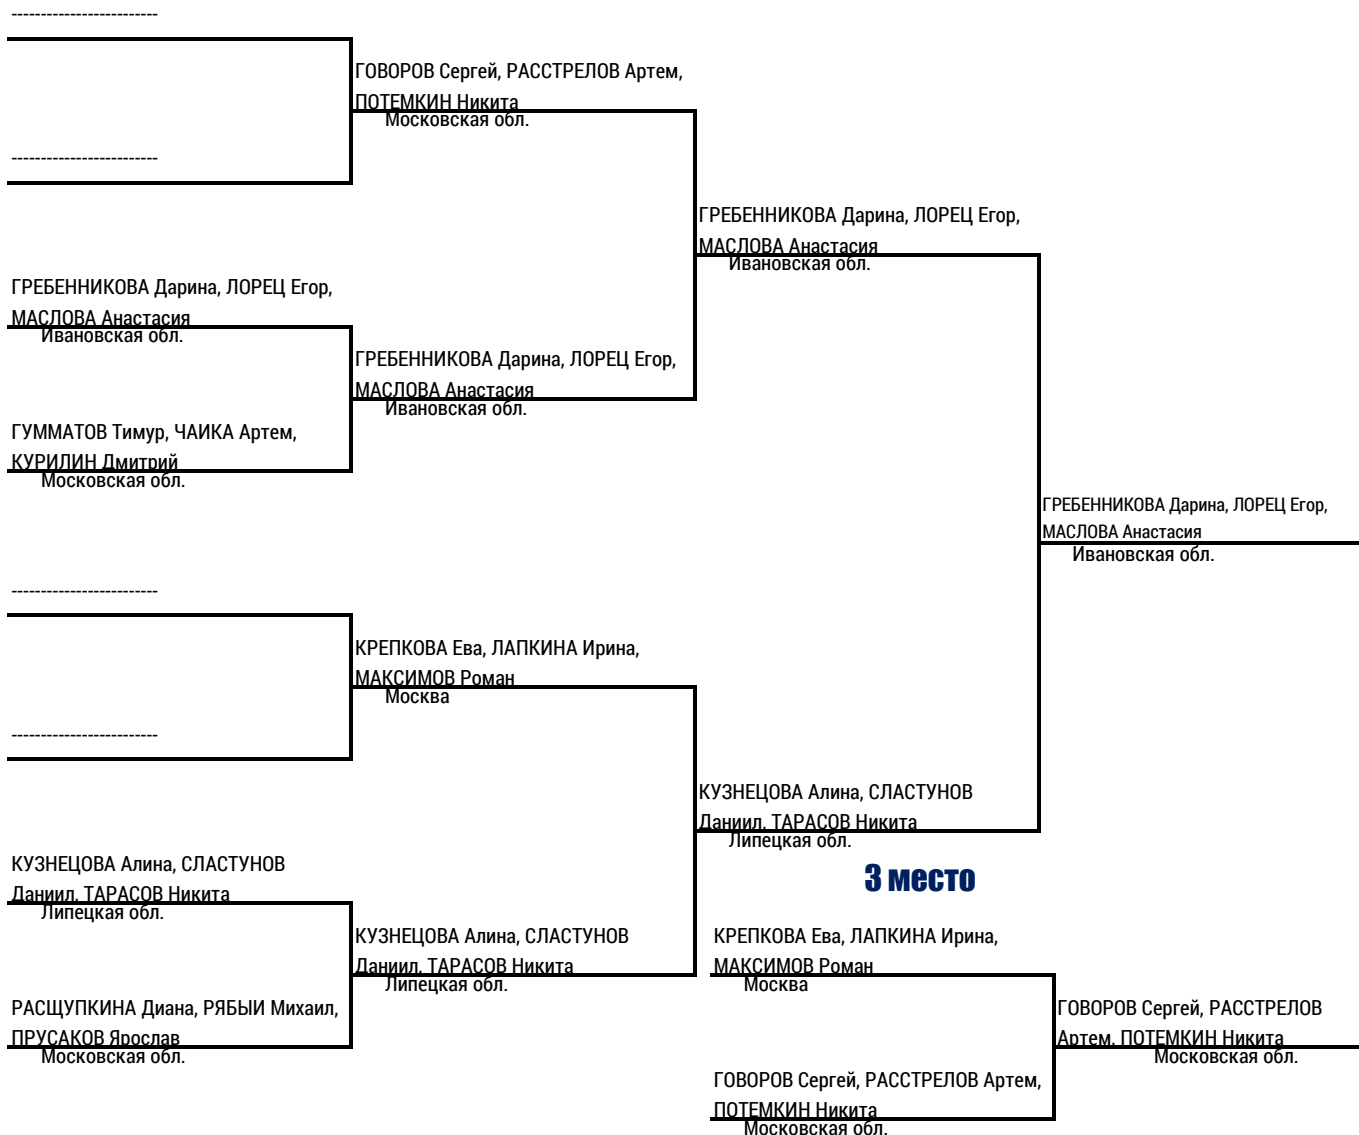 -------------------------
ГОВОРОВ Сергей, РАССТРЕЛОВ Артем,
ПОТЕМКИН Никита
Московская обл.
-------------------------
ГРЕБЕННИКОВА Дарина, ЛОРЕЦ Егор,
МАСЛОВА Анастасия
Ивановская обл.
ГРЕБЕННИКОВА Дарина, ЛОРЕЦ Егор,
МАСЛОВА Анастасия
Ивановская обл.
ГРЕБЕННИКОВА Дарина, ЛОРЕЦ Егор,
МАСЛОВА Анастасия
Ивановская обл.
ГУММАТОВ Тимур, ЧАИКА Артем,
КУРИЛИН Дмитрий
Московская обл.
ГРЕБЕННИКОВА Дарина, ЛОРЕЦ Егор,
МАСЛОВА Анастасия
Ивановская обл.
-------------------------
КРЕПКОВА Ева, ЛАПКИНА Ирина,
МАКСИМОВ Роман
Москва
-------------------------
КУЗНЕЦОВА Алина, СЛАСТУНОВ
Даниил, ТАРАСОВ Никита
Липецкая обл.
КУЗНЕЦОВА Алина, СЛАСТУНОВ
Даниил, ТАРАСОВ Никита
Липецкая обл.
3 место
КУЗНЕЦОВА Алина, СЛАСТУНОВ
Даниил, ТАРАСОВ Никита
Липецкая обл.
КРЕПКОВА Ева, ЛАПКИНА Ирина,
МАКСИМОВ Роман
Москва
РАСЩУПКИНА Диана, РЯБЫИ Михаил,
ПРУСАКОВ Ярослав
Московская обл.
ГОВОРОВ Сергей, РАССТРЕЛОВ
Артем, ПОТЕМКИН Никита
Московская обл.
ГОВОРОВ Сергей, РАССТРЕЛОВ Артем,
ПОТЕМКИН Никита
Московская обл.